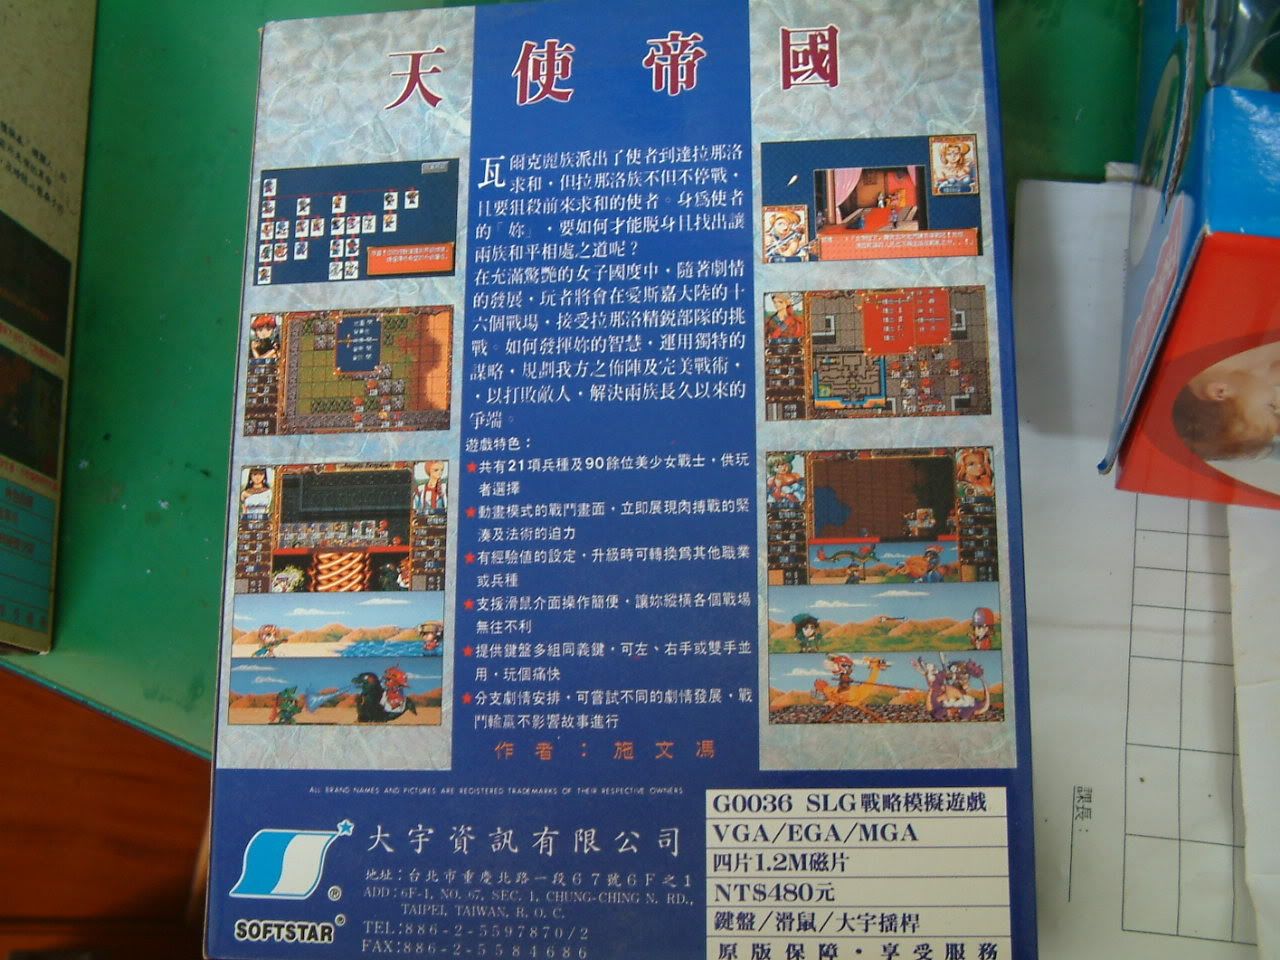 天使帝國
瓦爾克麗族派出了使者到達拉那洛
求和，但拉那洛族不但不停戰，
且要狙殺前來求和的使者。身為使者
的「妳」，要如何才能脫身且找出讓
兩族和平相處之道呢？
在充滿驚艷的女子國度中，隨著劇情
的發展，玩者將會在愛斯嘉大陸的十
六個戰場，接受拉那洛精銳部隊的挑
戰。如何發揮妳的智慧，運用獨特的
謀略，規劃我方之佈陣及完美戰術，
，以打敗敵人，解決兩族長久以來的
爭端。
遊戲特色：
★共有21項兵種及90餘位美少女戰士，供玩
者選擇
★動畫模式的戰鬥畫面，立即展現肉搏戰的緊
湊及法術的迫力
★有經驗值的設定，升級時可轉換為其他職業
或兵種
★支援滑鼠介面操作簡便，讓妳縱橫各個戰場
無往不利
★提供鍵盤多組同義鍵，可左、右手或雙手並
用，玩個痛快
★分支劇情安排，可嘗試不同的劇情發展，戰
鬥輸贏不影響故事進行
作者：施文馮
ALL BRAND NAMES AND PICTURES ARE REGISTERED TRADEMARKS OF THEIR RESPECTIVE OWNERS
大宇資訊有限公司
地址：台北市重慶北路一段67號6F之1
ADD：6F-1, NO. 67, SEC. 1, CHUNG-CHING N. RD.,
TAIPEI, TAIWAN, R. O. C.
TEL:886-2-5597870/2
FAX:886-2-5584686
®
SOFTSTAR®
G0036 SLG戰略模擬遊戲
VGA/EGA/MGA
四片1.2M磁片
NT$480元
鍵盤/滑鼠/大宇搖桿
原版保障・享受服務
課長：